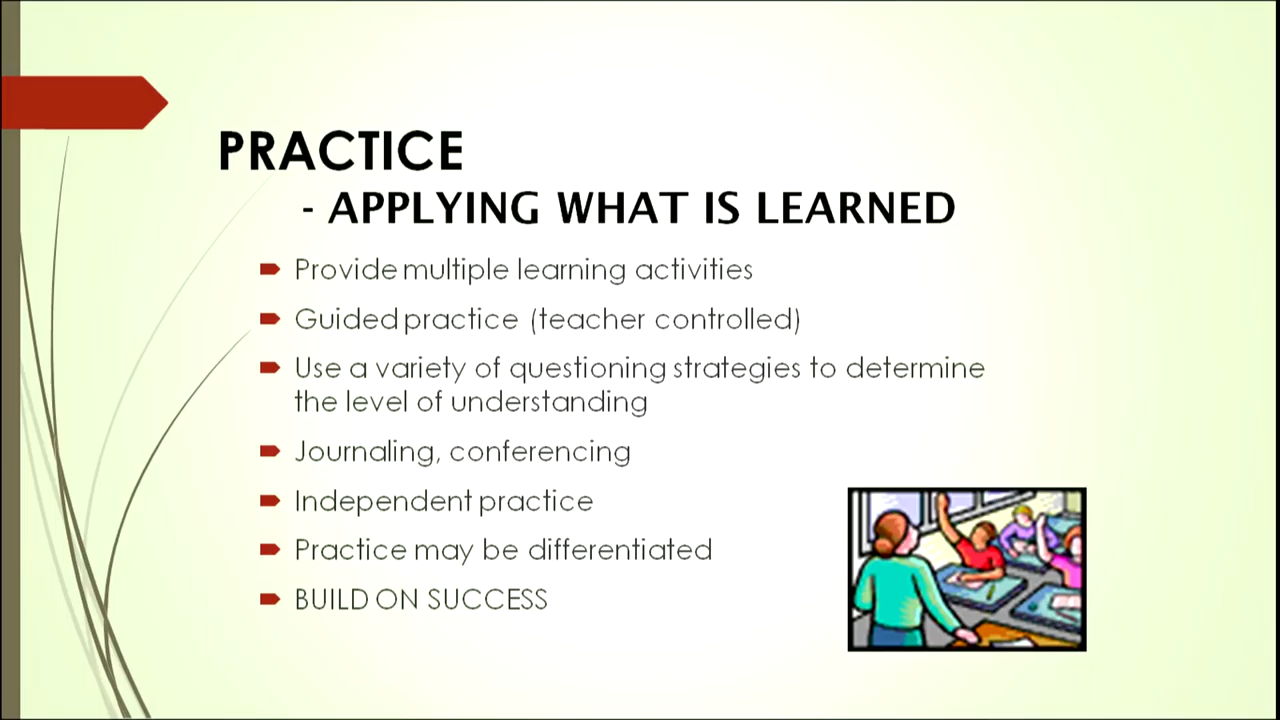 PRACTICE
- APPLYING WHAT IS LEARNED
Provide multiple learning activities
Guided practice (teacher controlled)
Use a variety of questioning strategies to determine
the level of understanding
Journaling, conferencing
Independent practice
Practice may be differentiated
BUILD ON SUCCESS